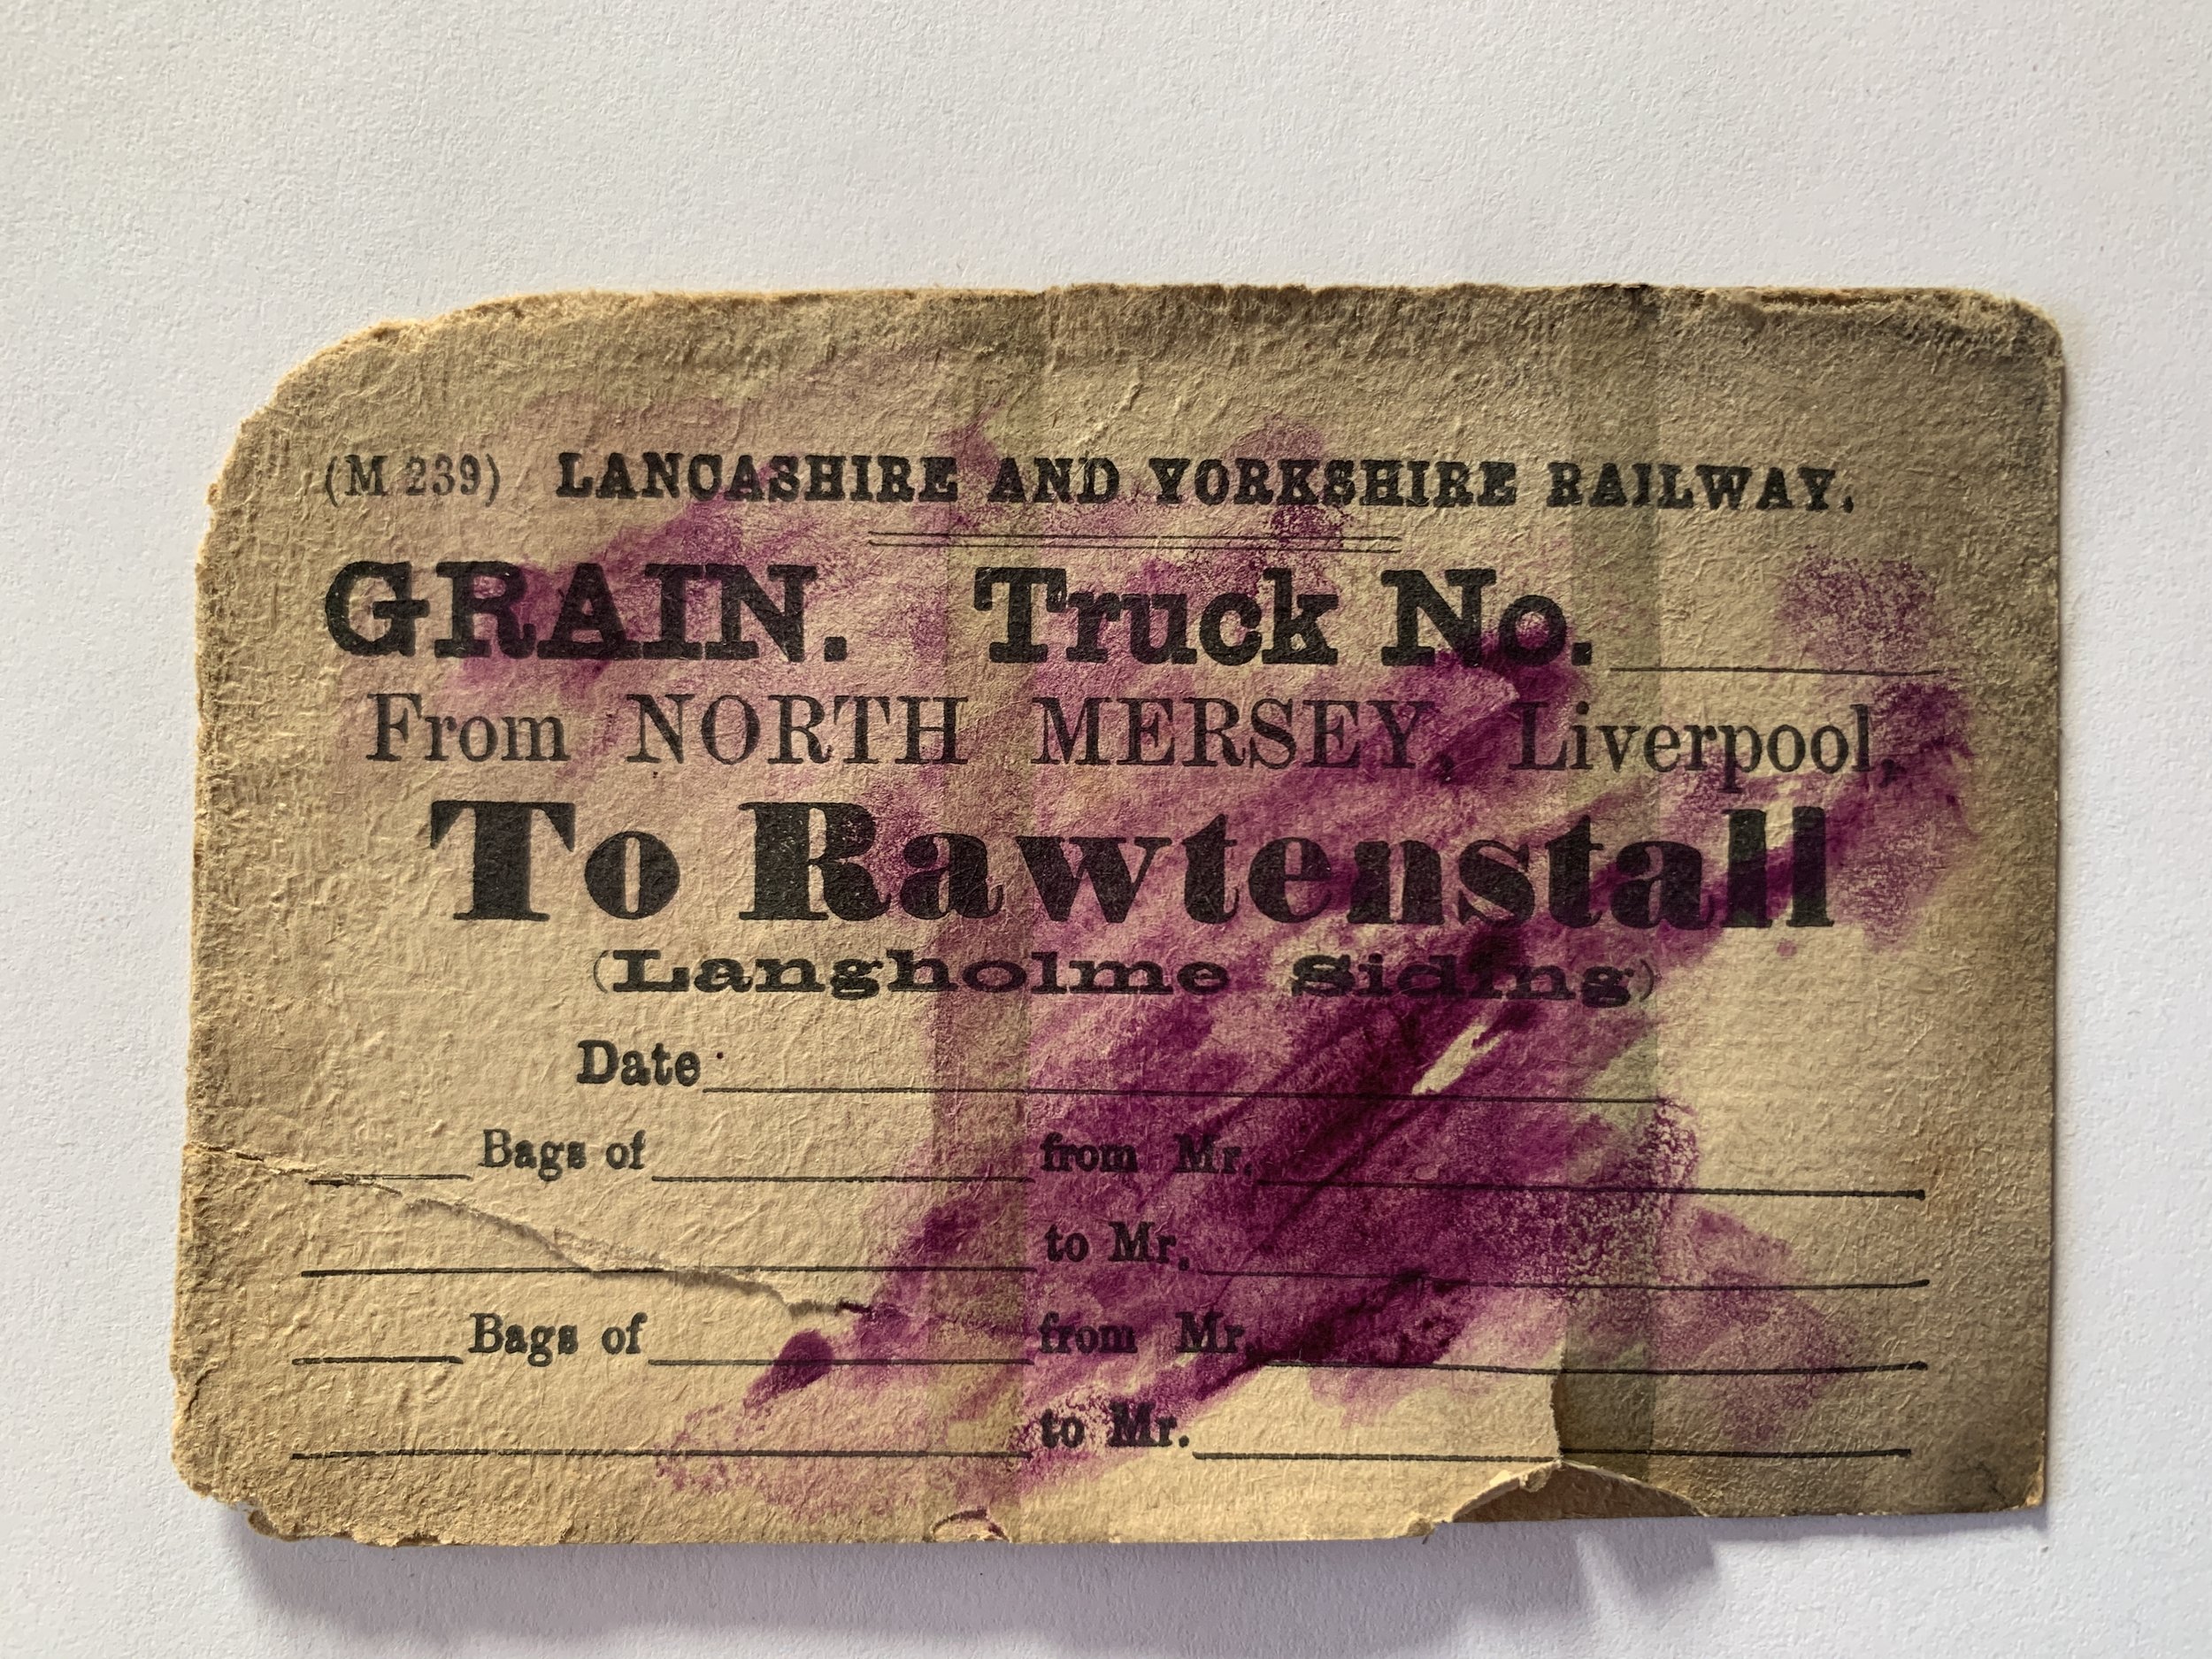 (M 239) LANCASHIRE AND YORKSHIRE RAILWAY.
GRAIN. Truck No.
From NORTH MERSEY, Liverpool,
To Rawtenstall
(Langholme Siding)
Date
Bags of from Mr.
to Mr.
Bags of from Mr.
to Mr.